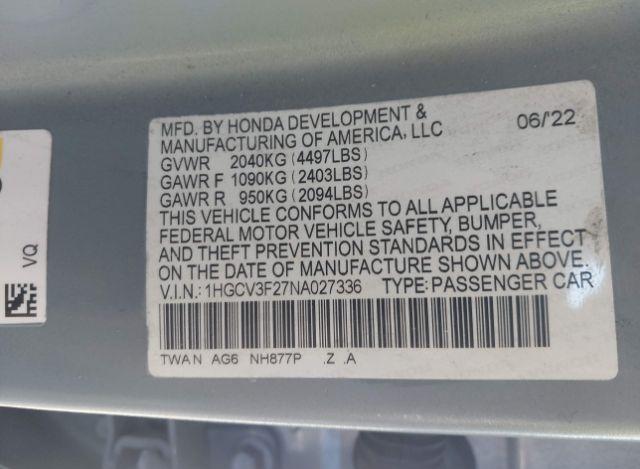 MFD. BY HONDA DEVELOPMENT & 06/'22
MANUFACTURING OF AMERICA, LLC
GVWR 2040KG (4497LBS)
GAWR F 1090KG (2403LBS)
GAWR R 950KG (2094LBS)
THIS VEHICLE CONFORMS TO ALL APPLICABLE
FEDERAL MOTOR VEHICLE SAFETY, BUMPER,
AND THEFT PREVENTION STANDARDS IN EFFECT
ON THE DATE OF MANUFACTURE SHOWN ABOVE.
V.I.N.: 1HGCV3F27NA027336 TYPE: PASSENGER CAR
TWAN AG6 NH877P .Z .A
VQ